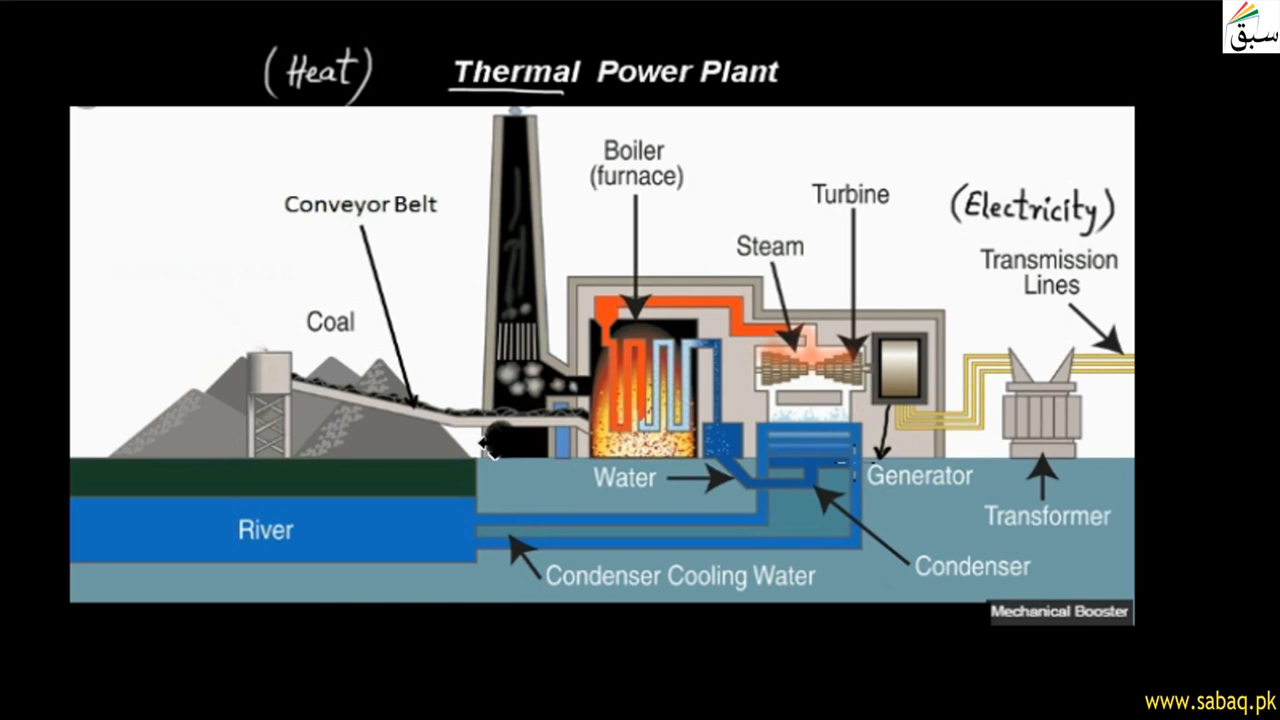 سبق
(Heat) Thermal Power Plant
Boiler
(furnace)
Conveyor Belt
Turbine
(Electricity)
Steam
Transmission
Lines
Coal
Water
Generator
River
Transformer
Condenser Cooling Water
Condenser
Mechanical Booster
www.sabaq.pk